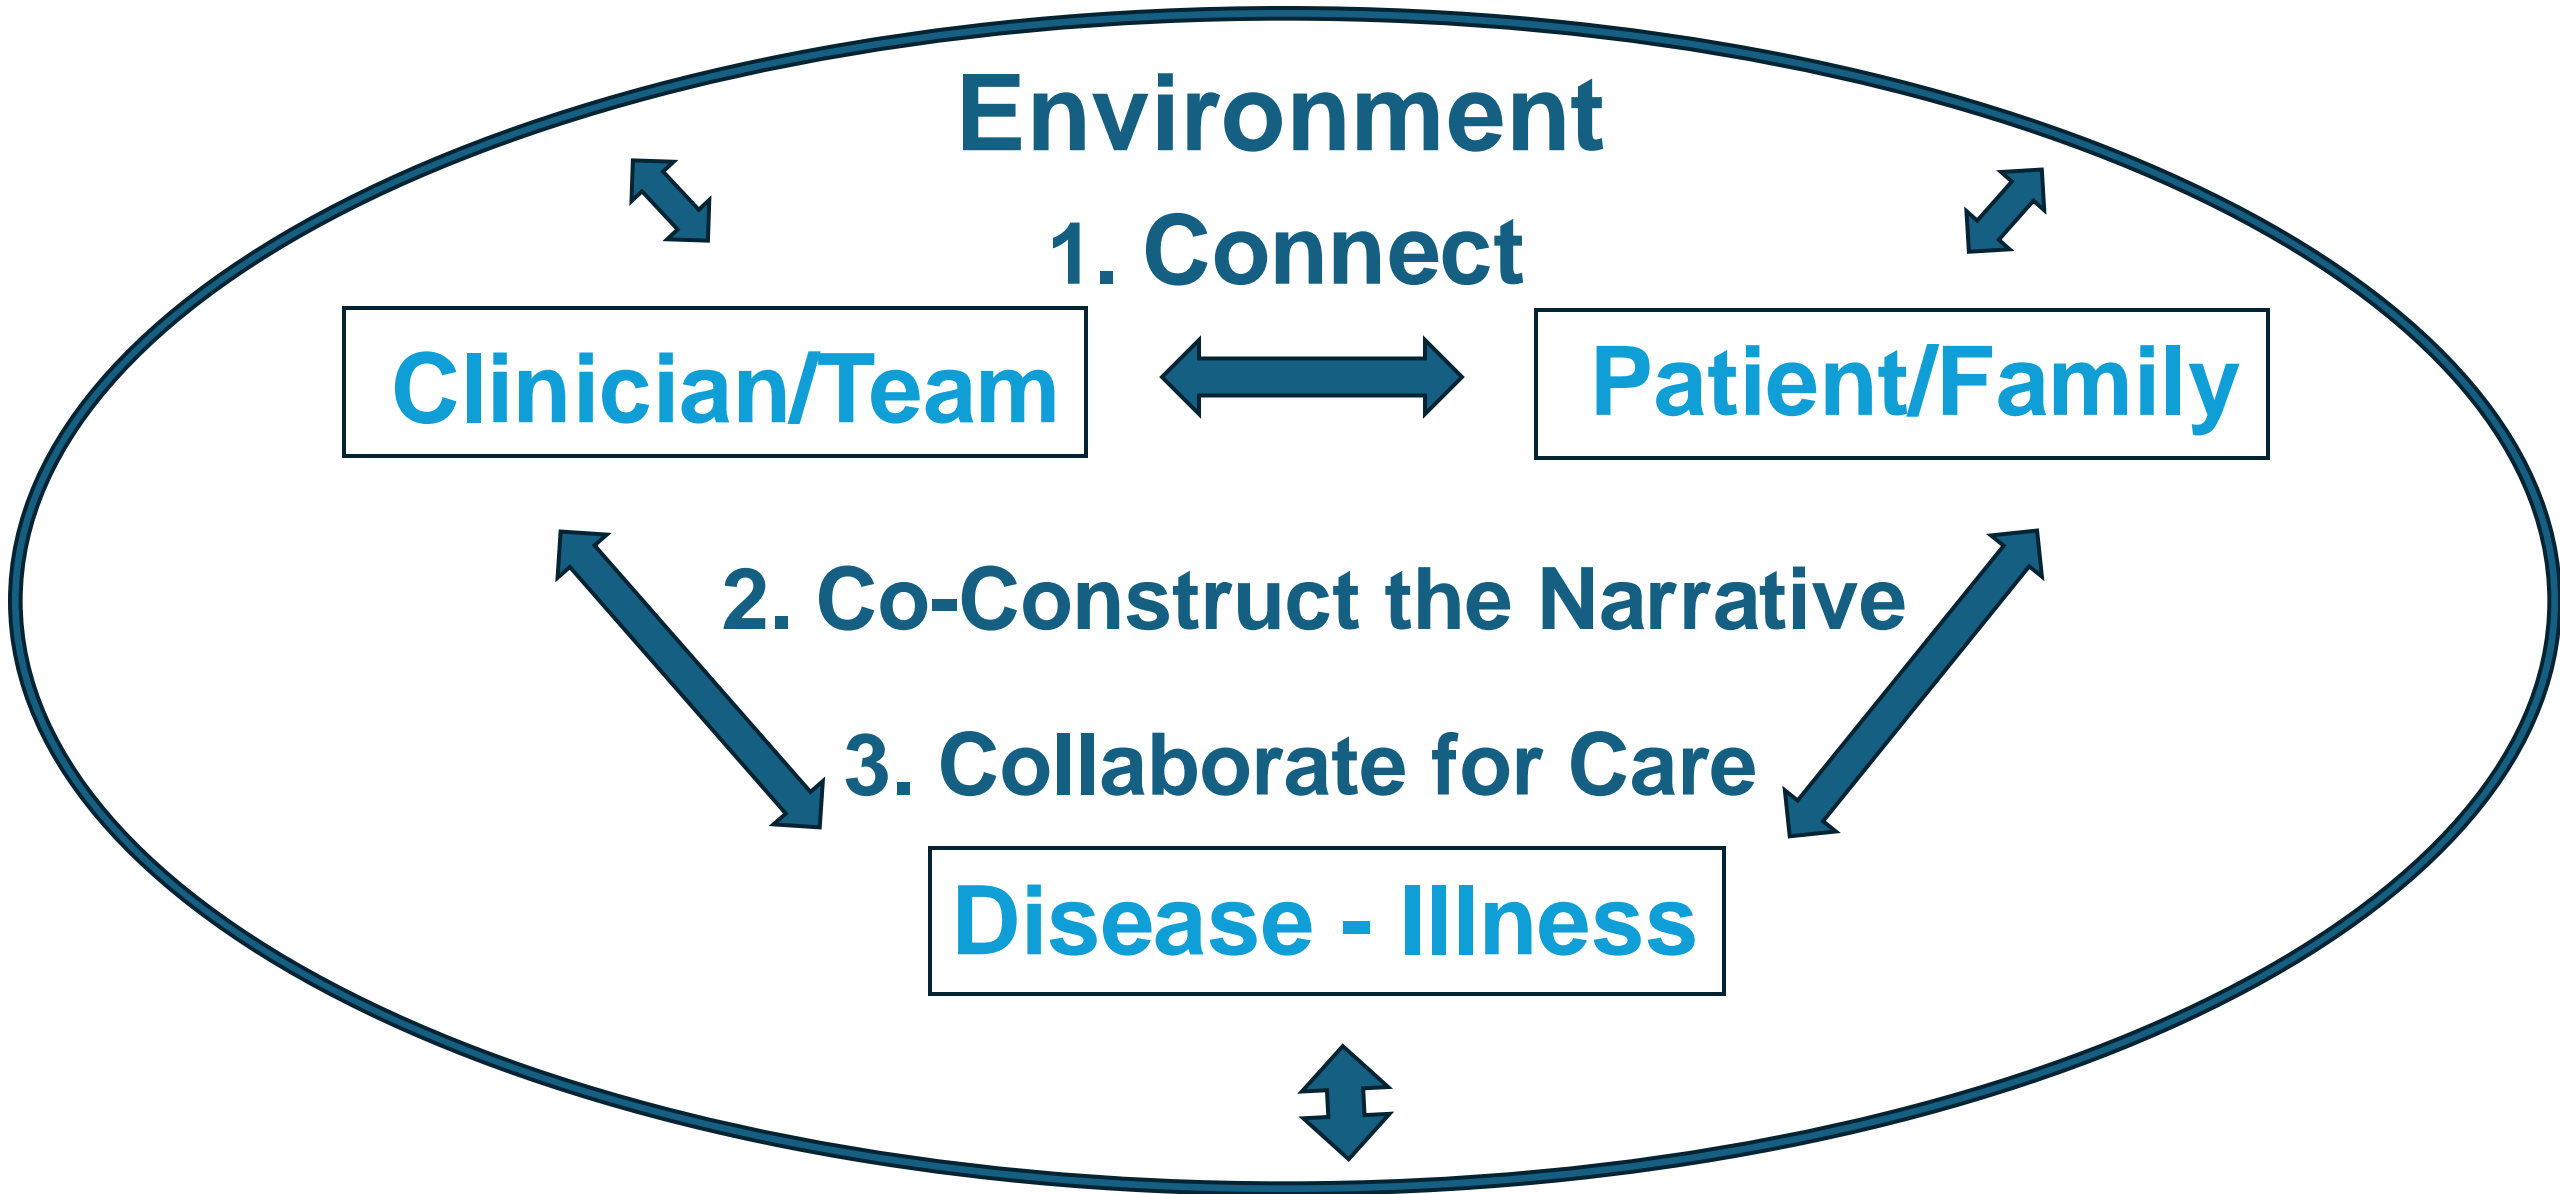 Environment
1. Connect
Clinician/Team
Patient/Family
2. Co-Construct the Narrative
3. Collaborate for Care
Disease - Illness